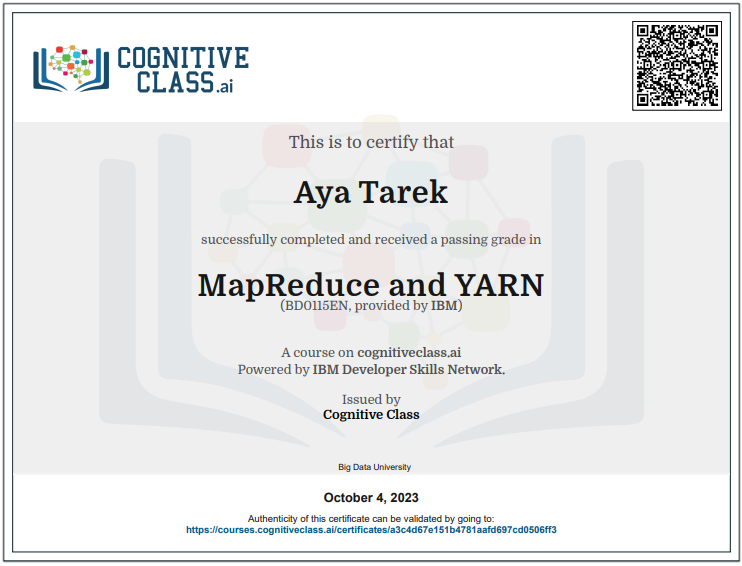 COGNITIVE
CLASS.ai
This is to certify that
Aya Tarek
successfully completed and received a passing grade in
MapReduce and YARN
(BD0115EN, provided by IBM)
A course on cognitiveclass.ai
Powered by IBM Developer Skills Network.
Issued by
Cognitive Class
Big Data University
October 4, 2023
Authenticity of this certificate can be validated by going to:
https://courses.cognitiveclass.ai/certificates/a3c4d67e151b4781aafd697cd0506ff3